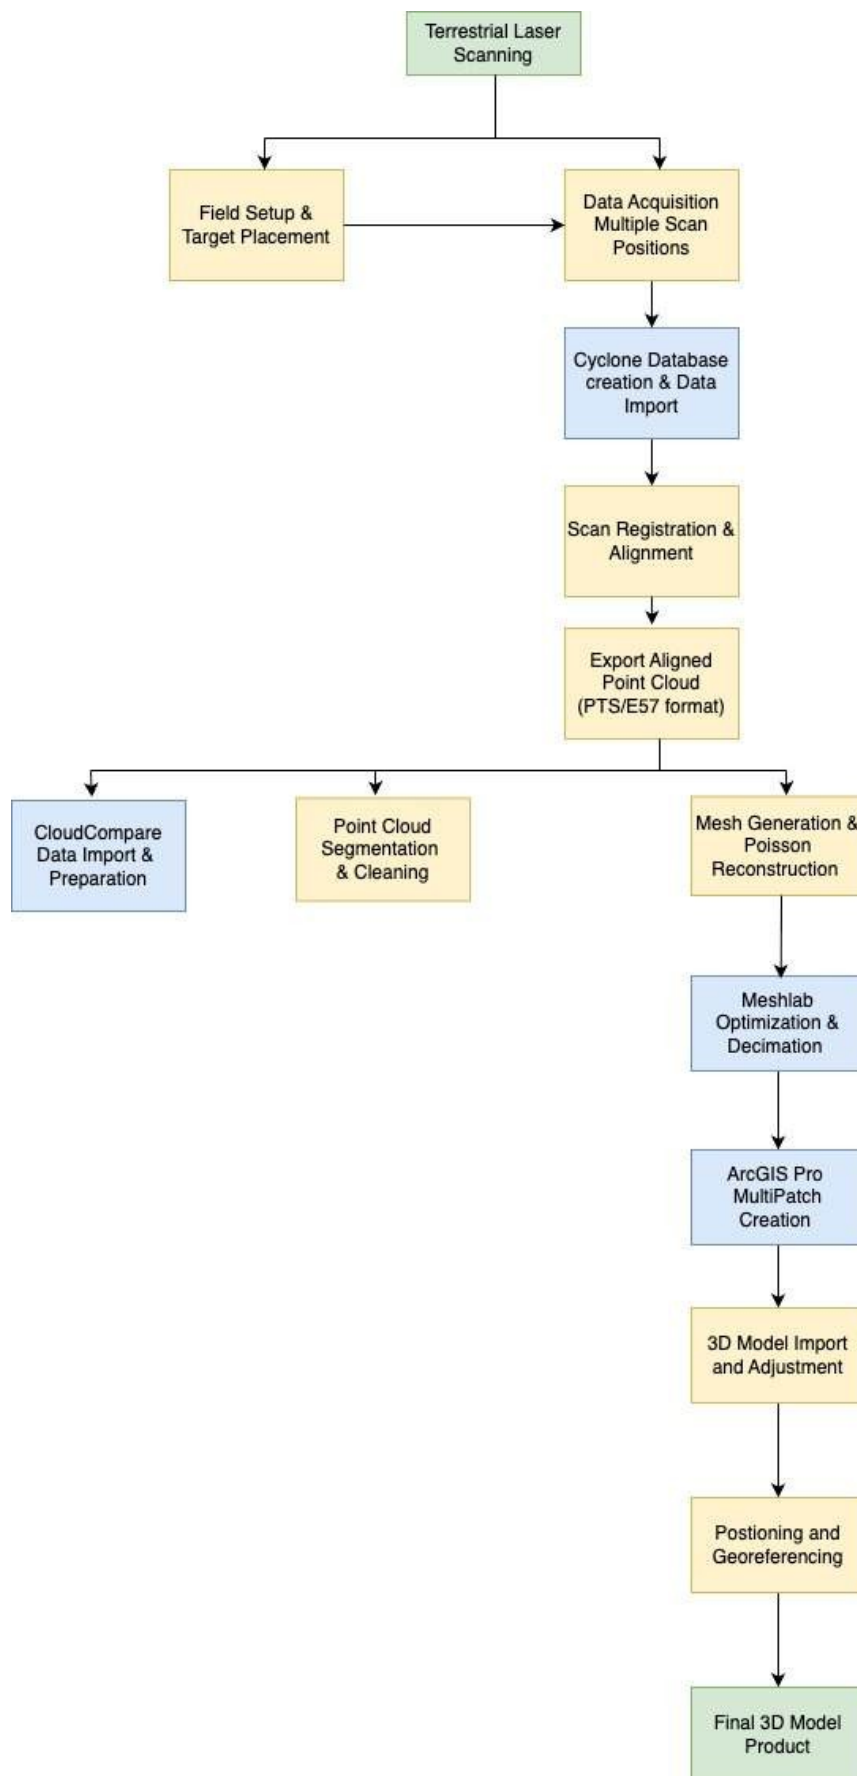 Terrestrial Laser
Scanning
Field Setup &
Target Placement
Data Acquisition
Multiple Scan
Positions
Cyclone Database
creation & Data
Import
Scan Registration &
Alignment
Export Aligned
Point Cloud
(PTS/E57 format)
CloudCompare
Data Import &
Preparation
Point Cloud
Segmentation
& Cleaning
Mesh Generation &
Poisson
Reconstruction
Meshlab
Optimization &
Decimation
ArcGIS Pro
MultiPatch
Creation
3D Model Import
and Adjustment
Postioning and
Georeferencing
Final 3D Model
Product